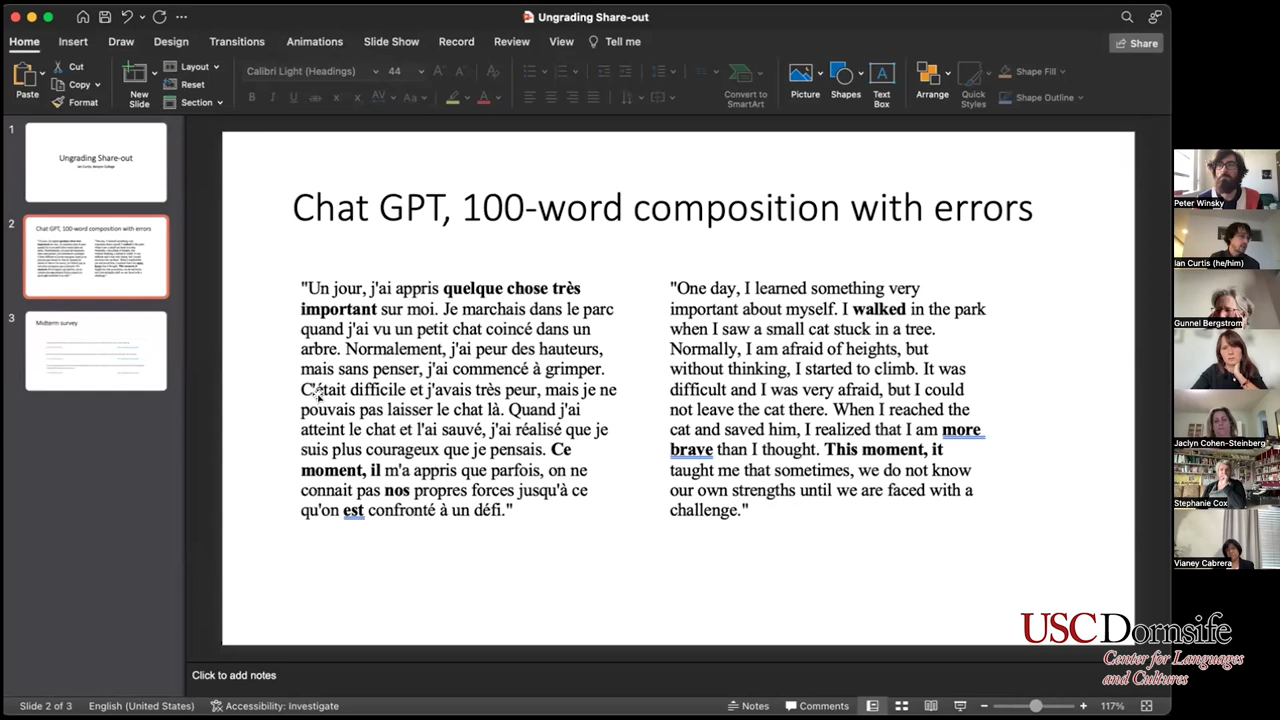 Ungrading Share-out
Home Insert Draw Design Transitions Animations Slide Show Record Review View Tell me
Share
Paste
Cut
Copy
Format
New
Slide
Layout
Reset
Section
Calibri Light (Headings) 44
Convert to
SmartArt
Picture
Shapes
Text
Box
Arrange
Quick
Styles
Shape Fill
Shape Outline
1
Ungrading Share-out
2
Chat GPT, 100-word composition with errors
3
Midterm survey
Chat GPT, 100-word composition with errors
"Un jour, j'ai appris quelque chose très
important sur moi. Je marchais dans le parc
quand j'ai vu un petit chat coincé dans un
arbre. Normalement, j'ai peur des hauteurs,
mais sans penser, j'ai commencé à grimper.
C'était difficile et j'avais très peur, mais je ne
pouvais pas laisser le chat là. Quand j'ai
atteint le chat et l'ai sauvé, j'ai réalisé que je
suis plus courageux que je pensais. Ce
moment, il m'a appris que parfois, on ne
connait pas nos propres forces jusqu'à ce
qu'on est confronté à un défi."
"One day, I learned something very
important about myself. I walked in the park
when I saw a small cat stuck in a tree.
Normally, I am afraid of heights, but
without thinking, I started to climb. It was
difficult and I was very afraid, but I could
not leave the cat there. When I reached the
cat and saved him, I realized that I am more
brave than I thought. This moment, it
taught me that sometimes, we do not know
our own strengths until we are faced with a
challenge."
Peter Winsky
Ian Curtis (he/him)
Gunnel Bergstrom
Jaclyn Cohen-Steinberg
Stephanie Cox
Vianey Cabrera
USC Dornsife
Center for Languages
and Cultures
Click to add notes
Slide 2 of 3 English (United States) Accessibility: Investigate Notes Comments 117%